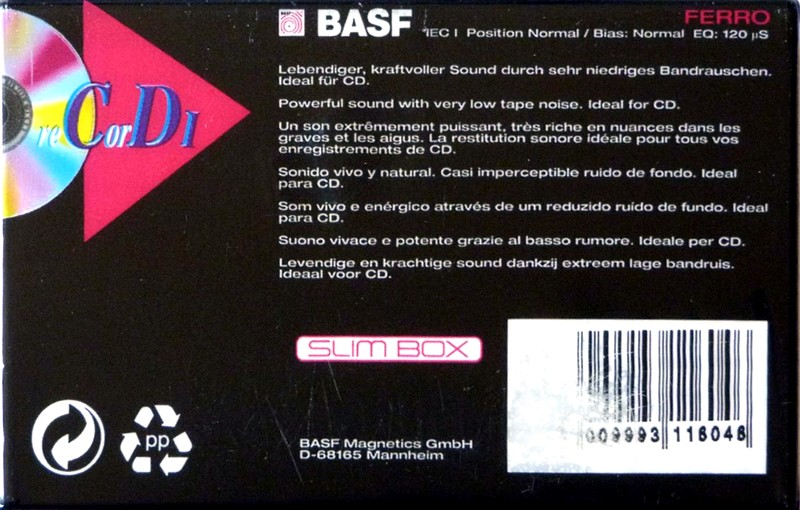 BASF
BASF
FERRO
IEC I Position Normal / Bias: Normal EQ: 120 µS
reCorDI
Lebendiger, kraftvoller Sound durch sehr niedriges Bandrauschen.
Ideal für CD.
Powerful sound with very low tape noise. Ideal for CD.
Un son extrêmement puissant, très riche en nuances dans les
graves et les aigus. La restitution sonore idéale pour tous vos
enregistrements de CD.
Sonido vivo y natural. Casi imperceptible ruido de fondo. Ideal
para CD.
Som vivo e enérgico através de um reduzido ruído de fundo. Ideal
para CD.
Suono vivace e potente grazie al basso rumore. Ideale per CD.
Levendige en krachtige sound dankzij extreem lage bandruis.
Ideaal voor CD.
SLIM BOX
PP
BASF Magnetics GmbH
D-68165 Mannheim
009993 116046